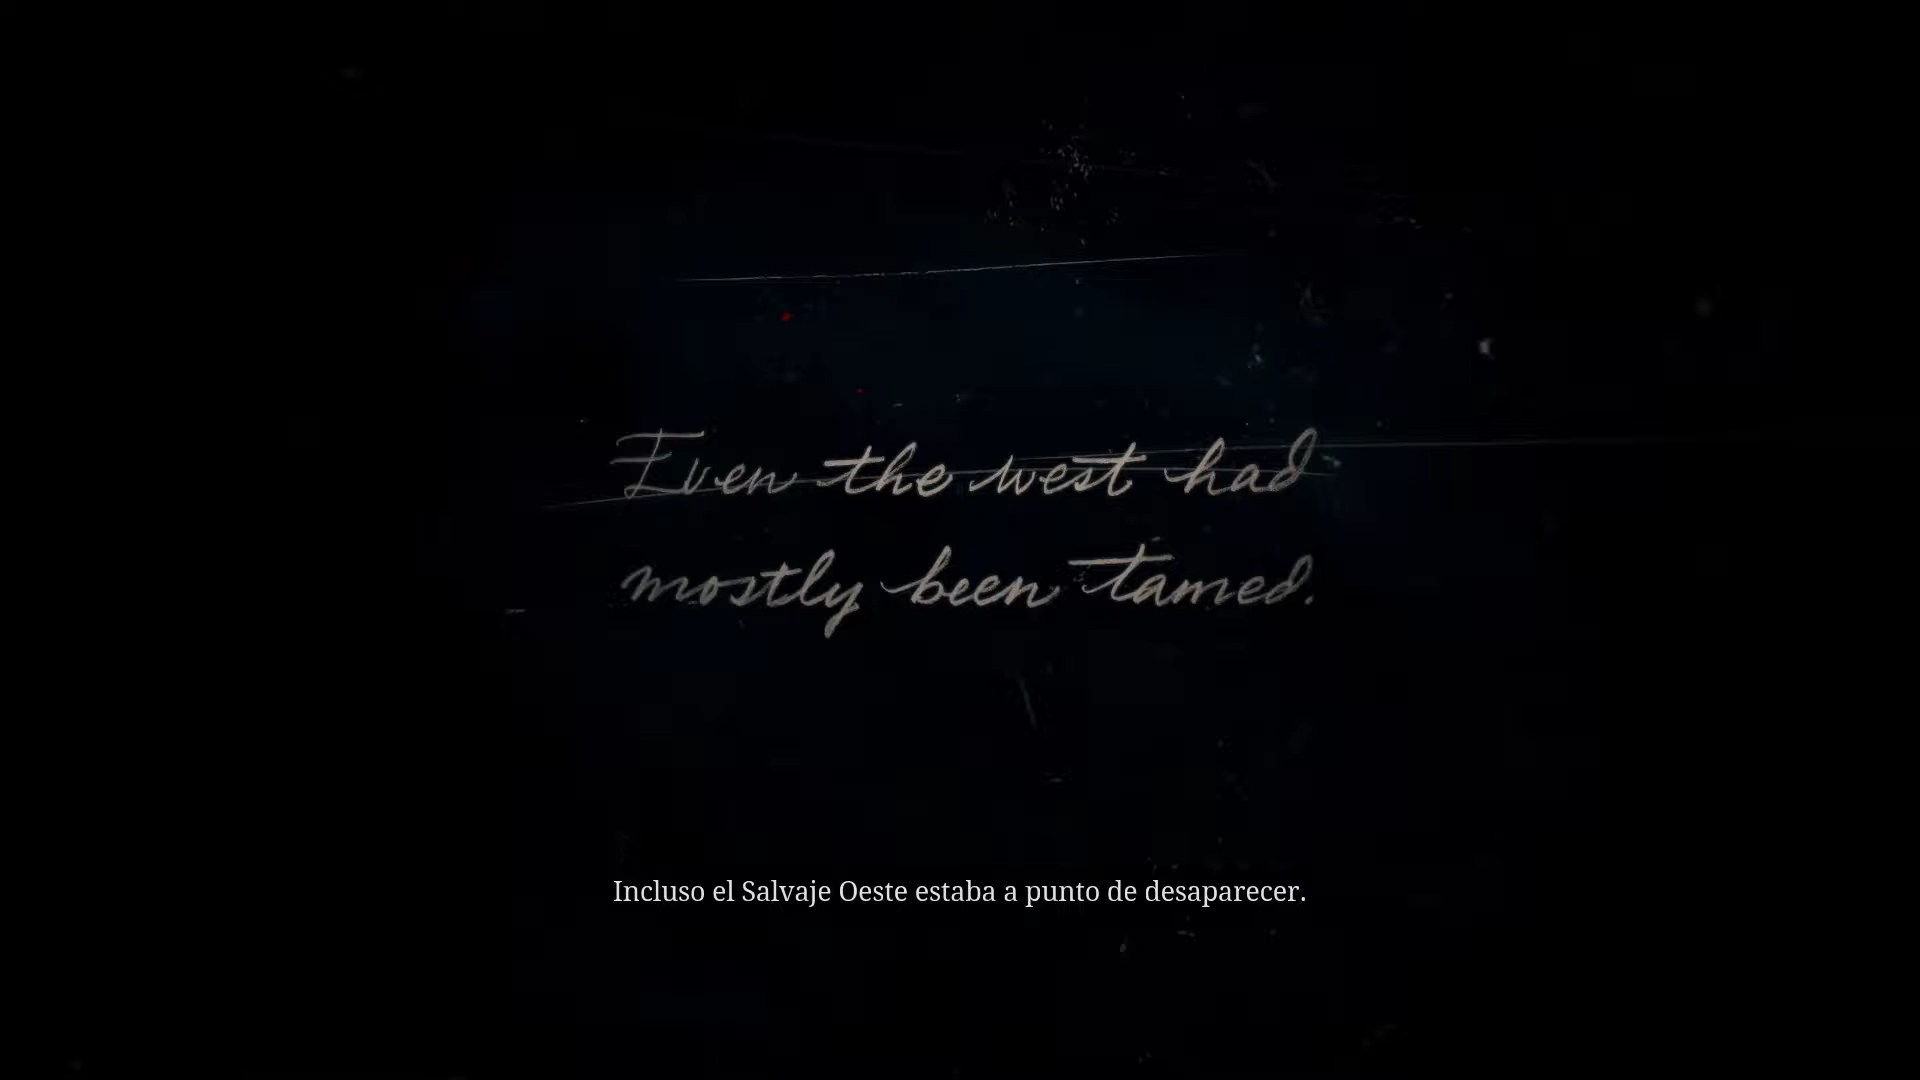 Even the west had
mostly been tamed.
Incluso el Salvaje Oeste estaba a punto de desaparecer.